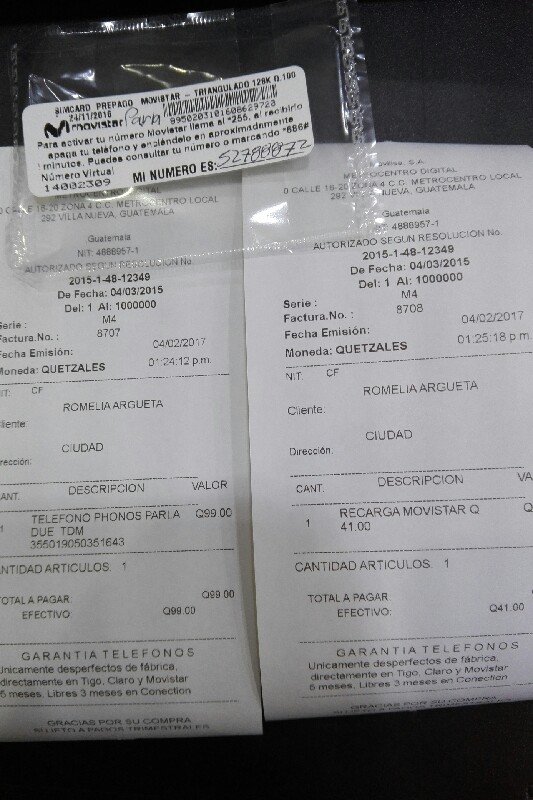 SIMCARD PREPAGO MOVISTAR - TRIANGULADO 128K Q.100
24/11/2016
movistar Parla
8950203101608629720
Para activar tu número Movistar llama al *255, al recibirlo
apaga tu teléfono y enciéndelo en aproximadamente
minutos. Puedes consultar tu número o marcando *686#
Número Virtual
14002309
MI NUMERO ES:
METROCENTRO DIGITAL
0 CALLE 16-20 ZONA 4 C.C. METROCENTRO LOCAL
292 VILLA NUEVA, GUATEMALA
Guatemala
NIT: 4886957-1
AUTORIZADO SEGUN RESOLUCION No.
2015-1-48-12349
De Fecha: 04/03/2015
Del: 1 Al: 1000000
Serie : M4
Factura.No. : 8707
Fecha Emisión: 04/02/2017
Moneda: QUETZALES 01:24:12 p.m.
NIT: CF
ROMELIA ARGUETA
Cliente
CIUDAD
Dirección:
CANT. DESCRIPCION VALOR
1 TELEFONO PHONOS PARLA Q99.00
DUE TDM
355019050351643
CANTIDAD ARTICULOS: 1
TOTAL A PAGAR: Q99.00
EFECTIVO: Q99.00
GARANTIA TELEFONOS
Unicamente desperfectos de fábrica,
directamente en Tigo, Claro y Movistar
6 meses. Libres 3 meses en Conection
GRACIAS POR SU COMPRA
SUJETO A PAGOS TRIMESTRALES
S.A.
METROCENTRO DIGITAL
0 CALLE 16-20 ZONA 4 C.C. METROCENTRO LOCAL
292 VILLA NUEVA, GUATEMALA
Guatemala
NIT: 4886957-1
AUTORIZADO SEGUN RESOLUCION No.
2015-1-48-12349
De Fecha: 04/03/2015
Del: 1 Al: 1000000
Serie : M4
Factura.No. : 8708
Fecha Emisión: 04/02/2017
Moneda: QUETZALES 01:25:18 p.m.
NIT. CF
ROMELIA ARGUETA
Cliente:
CIUDAD
Dirección:
CANT. DESCRIPCION VA
1 RECARGA MOVISTAR Q
41.00
CANTIDAD ARTICULOS: 1
TOTAL A PAGAR:
EFECTIVO: Q41.00
GARANTIA TELEFONOS
Unicamente desperfectos de fábrica,
directamente en Tigo, Claro y Movistar
6 meses. Libres 3 meses en Conection
GRACIAS POR SU COMPRA